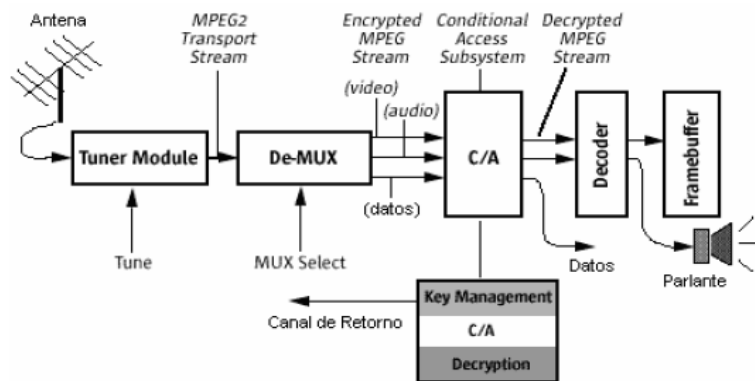 Antena
MPEG2
Transport
Stream
Encrypted
MPEG
Stream
Conditional
Access
Subsystem
Decrypted
MPEG
Stream
(video)
(audio)
Tuner Module
De-MUX
C/A
Decoder
Framebuffer
(datos)
Tune
MUX Select
Datos
Parlante
Canal de Retorno
Key Management
C/A
Decryption